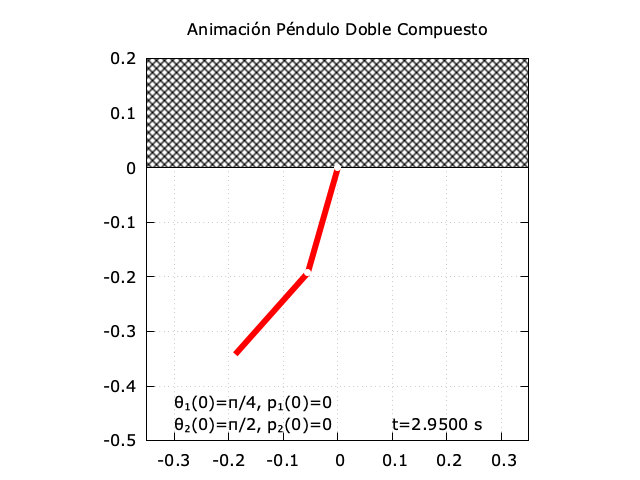 Animación Péndulo Doble Compuesto
0.2
0.1
0
-0.1
-0.2
-0.3
-0.4
-0.5
θ₁(0)=π/4, p₁(0)=0
θ₂(0)=π/2, p₂(0)=0
t=2.9500 s
-0.3 -0.2 -0.1 0 0.1 0.2 0.3